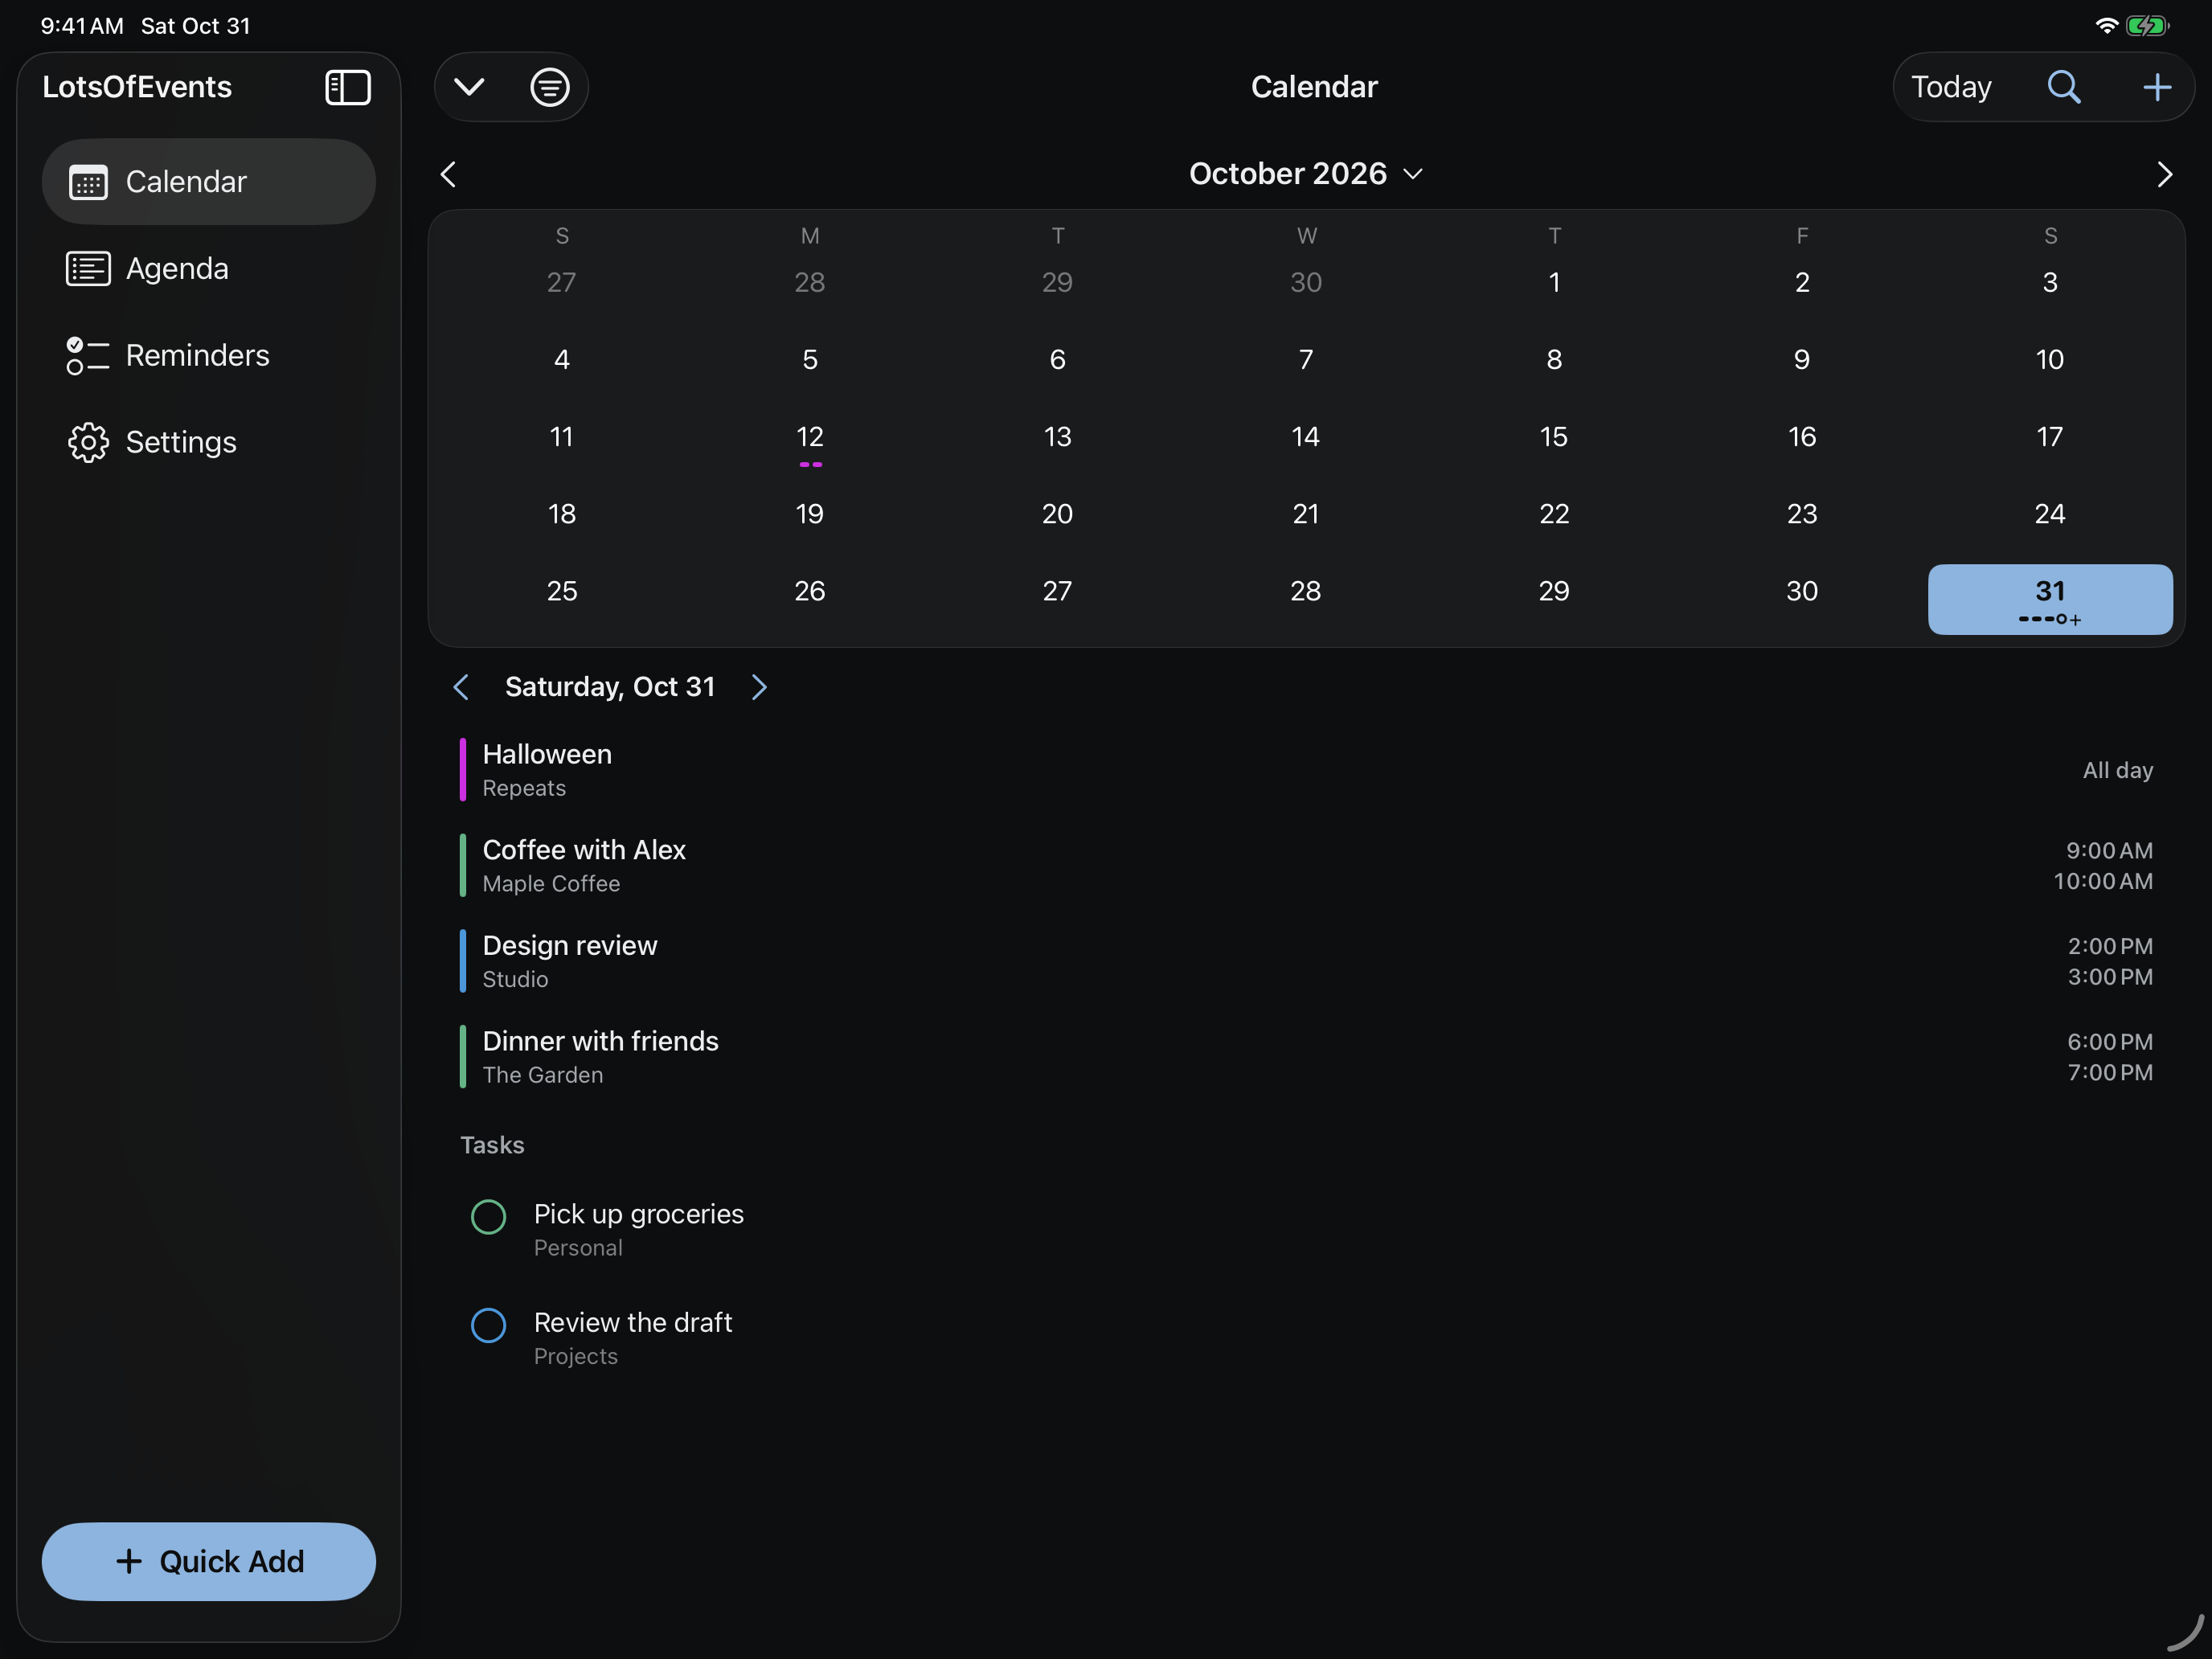 9:41 AM Sat Oct 31
LotsOfEvents
Calendar
Agenda
Reminders
Settings
Quick Add
Calendar
Today
October 2026
S M T W T F S
27 28 29 30 1 2 3
4 5 6 7 8 9 10
11 12 13 14 15 16 17
18 19 20 21 22 23 24
25 26 27 28 29 30 31
Saturday, Oct 31
Halloween
Repeats
All day
Coffee with Alex
Maple Coffee
9:00 AM
10:00 AM
Design review
Studio
2:00 PM
3:00 PM
Dinner with friends
The Garden
6:00 PM
7:00 PM
Tasks
Pick up groceries
Personal
Review the draft
Projects